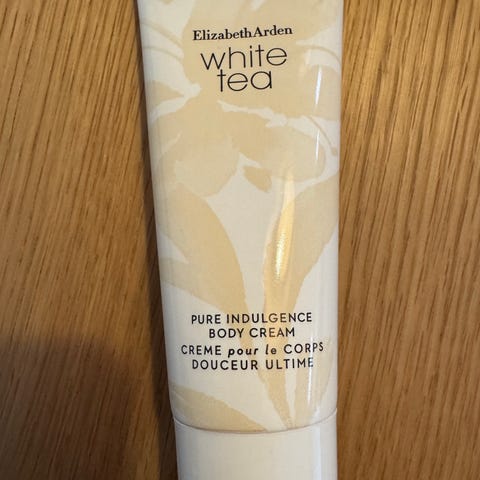 ElizabethArden
white
tea
PURE INDULGENCE
BODY CREAM
CREME pour le CORPS
DOUCEUR ULTIME